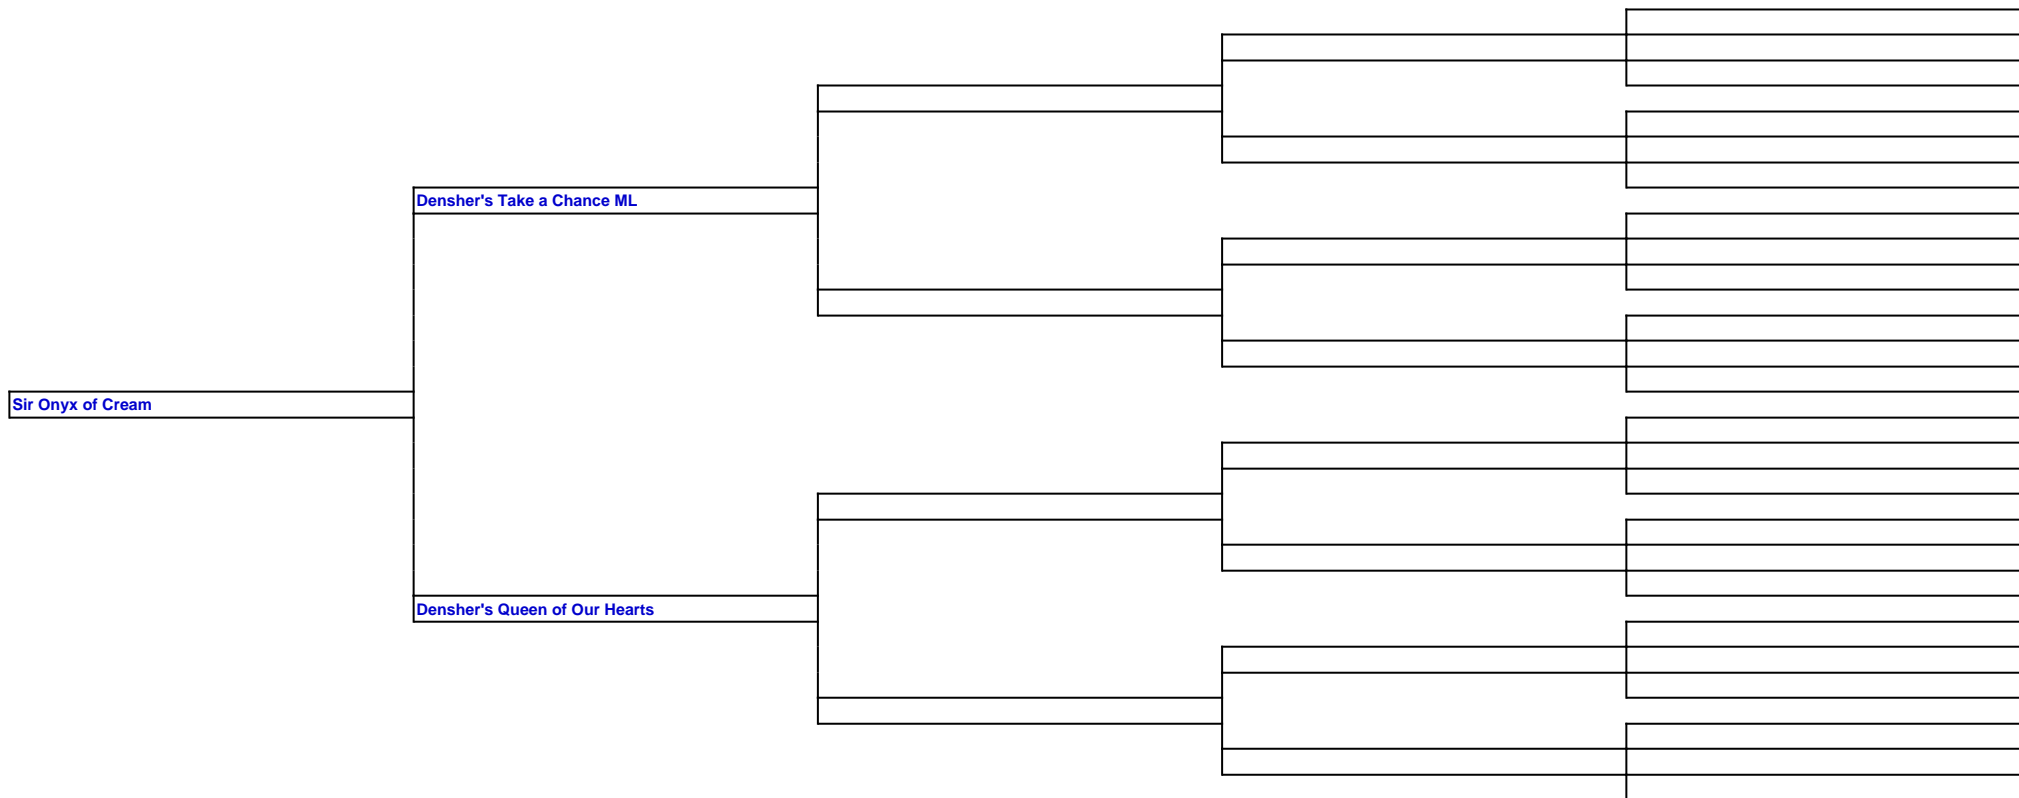 Densher's Take a Chance ML
Sir Onyx of Cream
Densher's Queen of Our Hearts